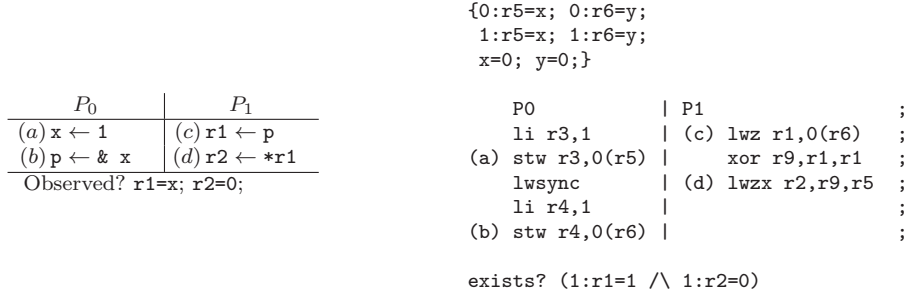 P0 P1
(a) x ← 1 (c) r1 ← p
(b) p ← & x (d) r2 ← *r1
Observed? r1=x; r2=0;
{0:r5=x; 0:r6=y;
1:r5=x; 1:r6=y;
x=0; y=0;}
P0 | P1 ;
li r3,1 | (c) lwz r1,0(r6) ;
(a) stw r3,0(r5) | xor r9,r1,r1 ;
lwsync | (d) lwzx r2,r9,r5 ;
li r4,1 | ;
(b) stw r4,0(r6) | ;
exists? (1:r1=1 /\ 1:r2=0)